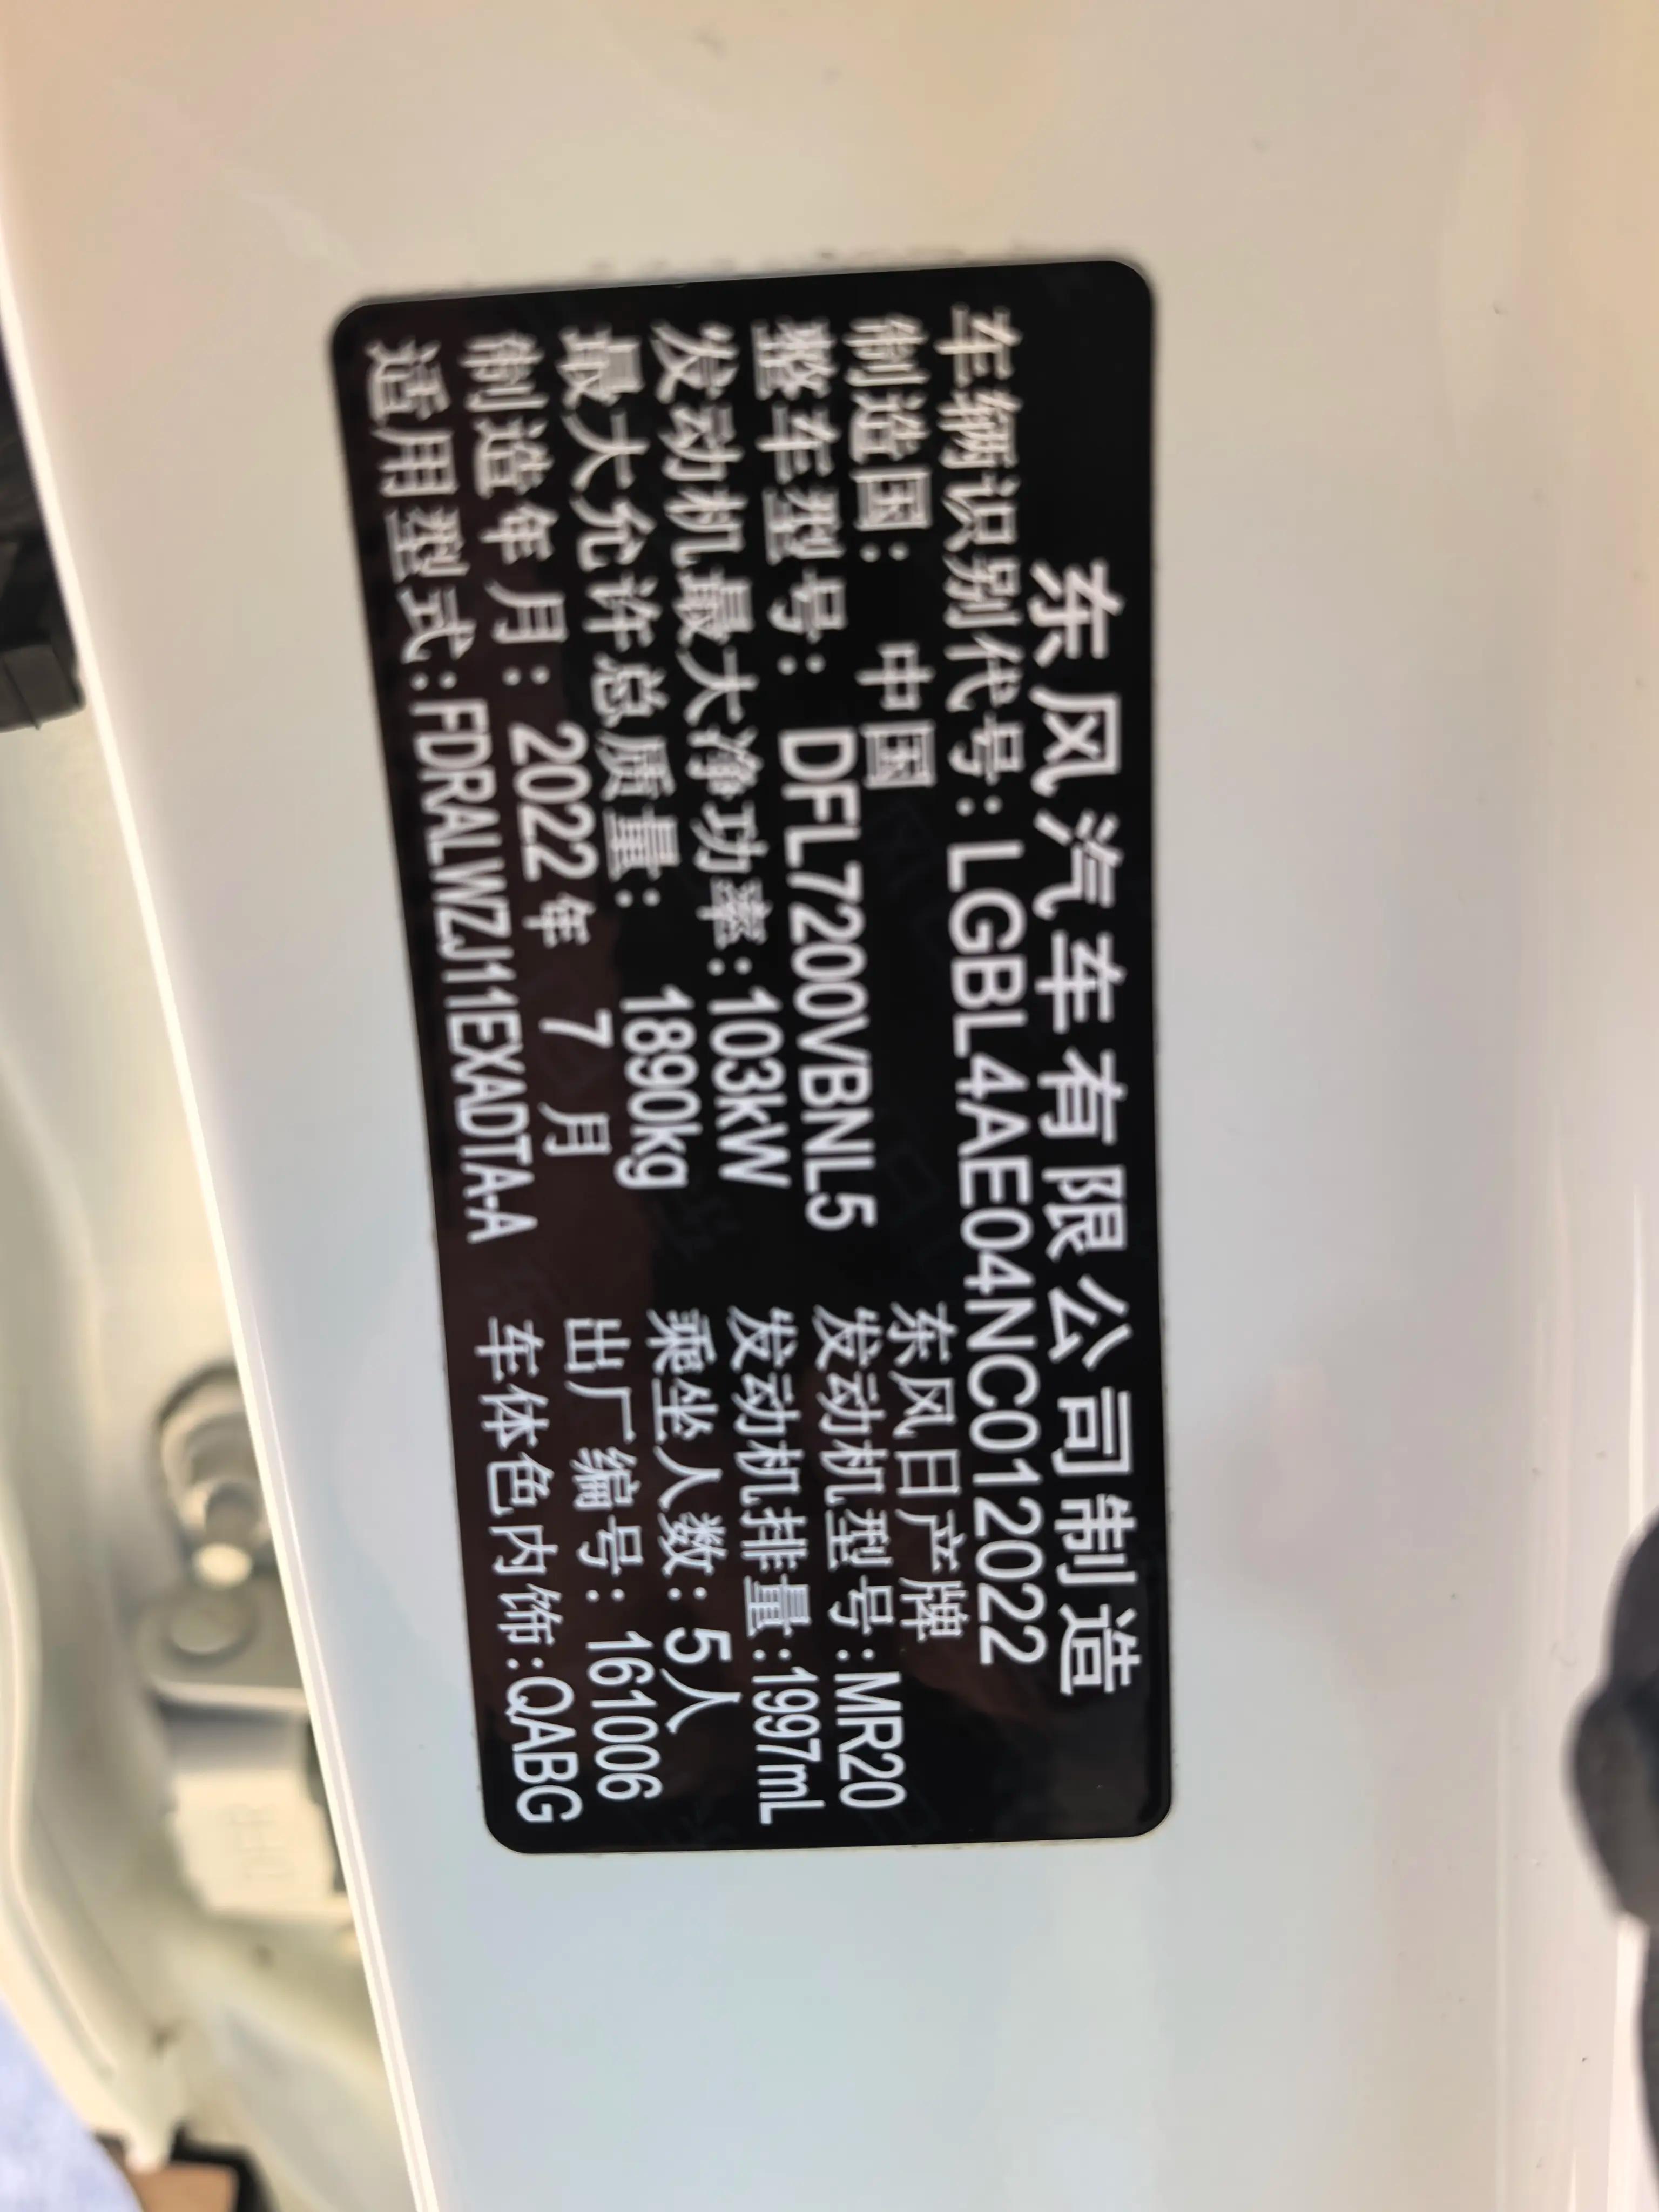 东风汽车有限公司制造
车辆识别代号：LGBL4AE04NC012022
制造国： 中国 东风日产牌
整车型号： DFL7200VBNL5 发动机型号：MR20
发动机最大净功率：103kW 发动机排量：1997mL
最大允许总质量： 1890kg 乘坐人数：5人
制造年月： 2022年 7月 出厂编号：161006
适用型式：FDRALWZJ11EXADTA-A 车体色内饰：QABG